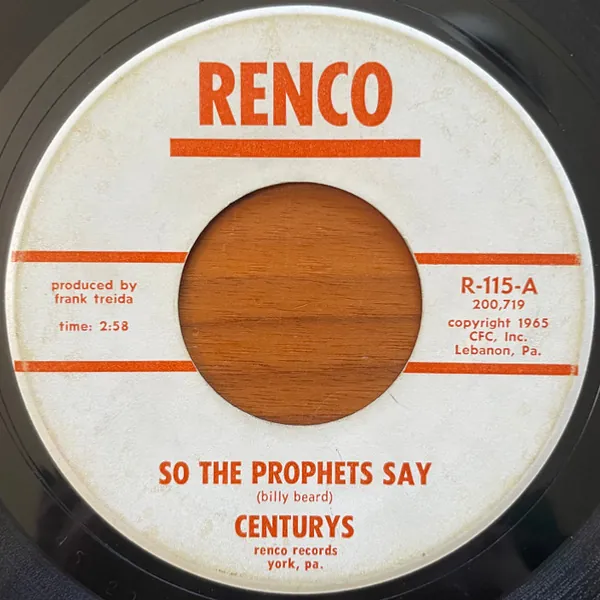 RENCO
produced by
frank treida
time: 2:58
R-115-A
200,719
copyright 1965
CFC, Inc.
Lebanon, Pa.
SO THE PROPHETS SAY
(billy beard)
CENTURYS
renco records
york, pa.